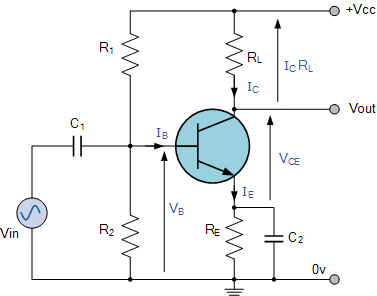 +Vcc
R1
RL
IC RL
IC
Vout
C1
IB
VCE
VB
IE
Vin
R2
RE
C2
0v